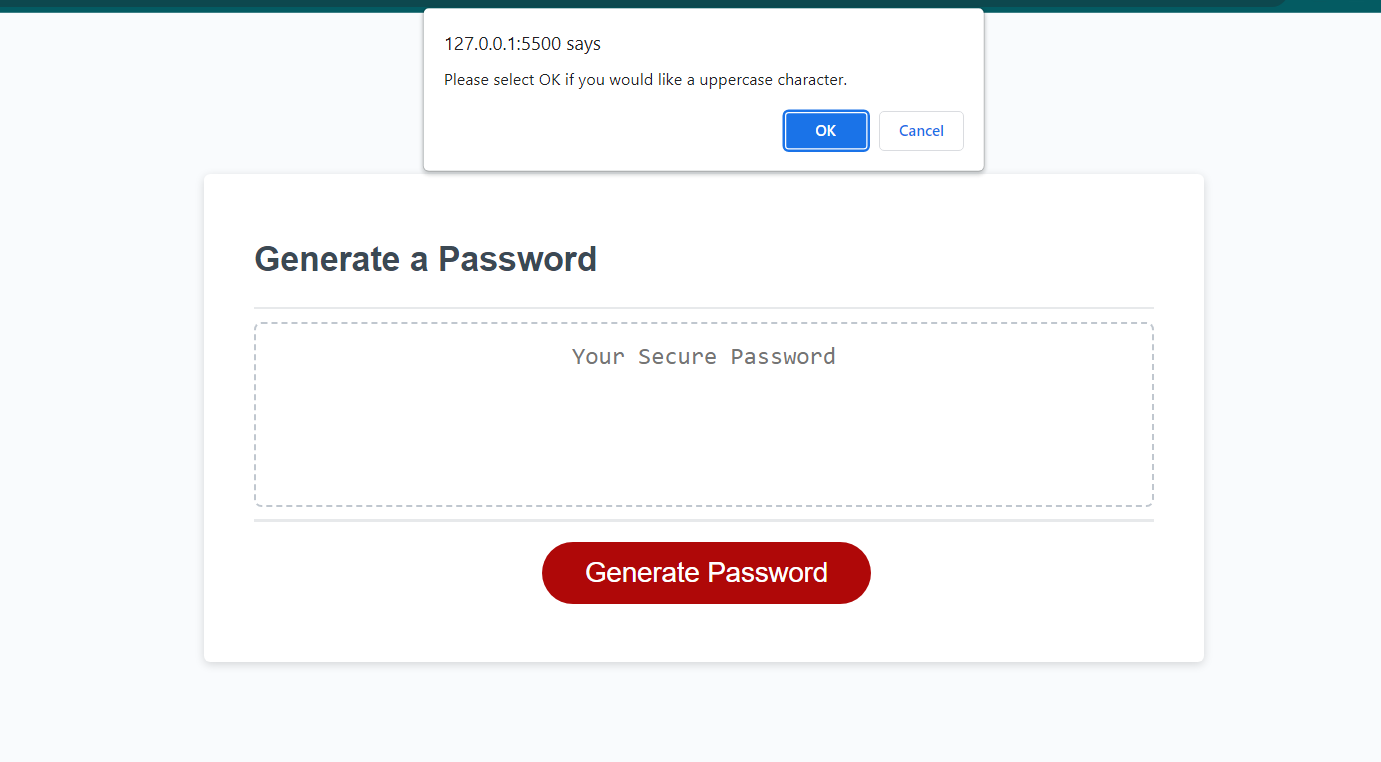 127.0.0.1:5500 says
Please select OK if you would like a uppercase character.
OK
Cancel
Generate a Password
Your Secure Password
Generate Password